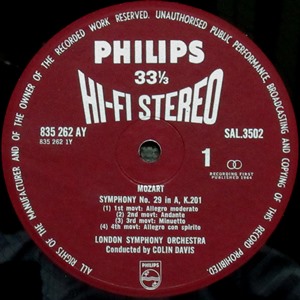 ALL RIGHTS OF THE MANUFACTURER AND OF THE OWNER OF THE RECORDED WORK RESERVED. UNAUTHORISED PUBLIC PERFORMANCE, BROADCASTING AND COPYING OF THIS RECORD PROHIBITED.
PHILIPS
33⅓
HI-FI STEREO
835 262 AY
835 262 1Y
SAL.3502
1
RECORDING FIRST
PUBLISHED 1964
MOZART
SYMPHONY No. 29 in A, K.201
1) 1st movt: Allegro moderato
2) 2nd movt: Andante
3) 3rd movt: Minuetto
4) 4th movt: Allegro con spirito
LONDON SYMPHONY ORCHESTRA
Conducted by COLIN DAVIS
PHILIPS